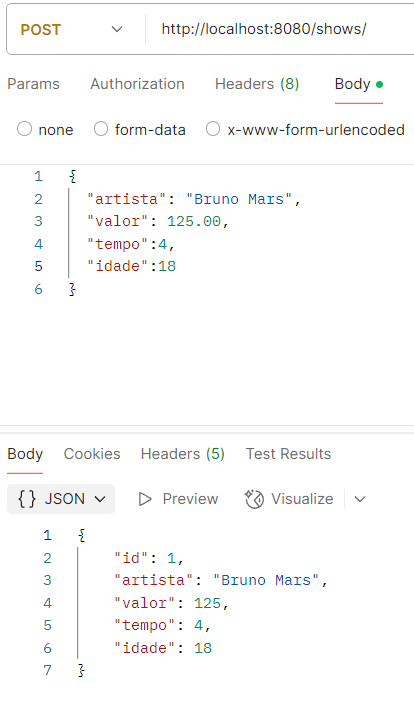 POST http://localhost:8080/shows/
Params Authorization Headers (8) Body
none form-data x-www-form-urlencoded
1 {
2 "artista": "Bruno Mars",
3 "valor": 125.00,
4 "tempo":4,
5 "idade":18
6 }
Body Cookies Headers (5) Test Results
{} JSON Preview Visualize
1 {
2 "id": 1,
3 "artista": "Bruno Mars",
4 "valor": 125,
5 "tempo": 4,
6 "idade": 18
7 }